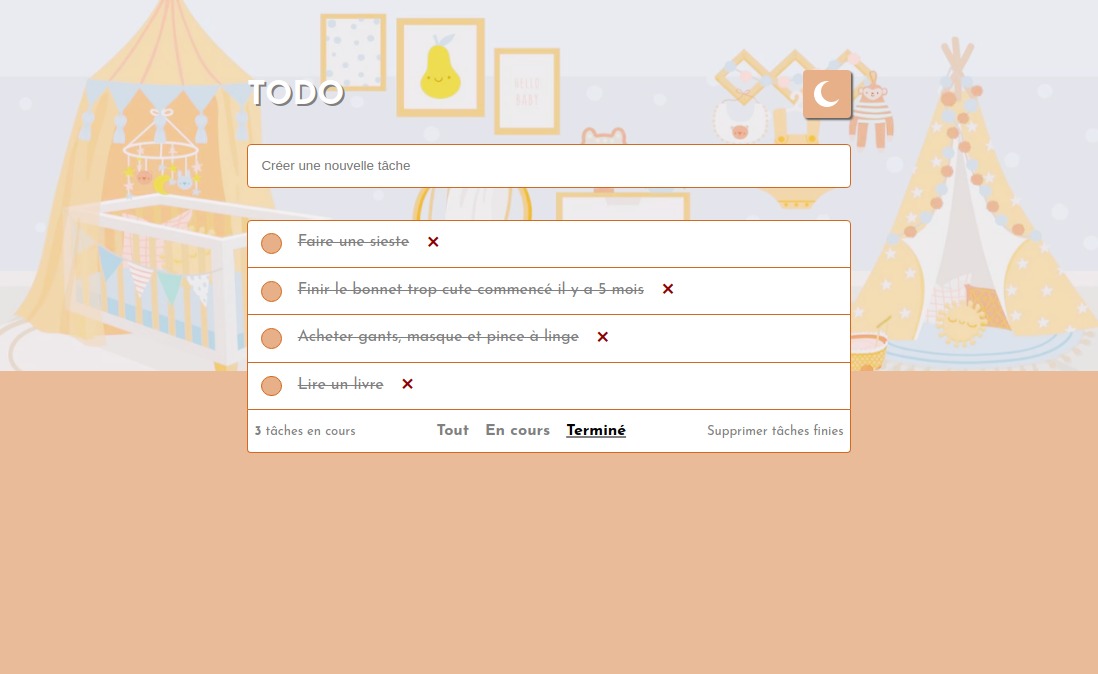 HELLO
BABY
TODO
Créer une nouvelle tâche
Faire une sieste ×
Finir le bonnet trop cute commencé il y a 5 mois ×
Acheter gants, masque et pince à linge ×
Lire un livre ×
3 tâches en cours Tout En cours Terminé Supprimer tâches finies